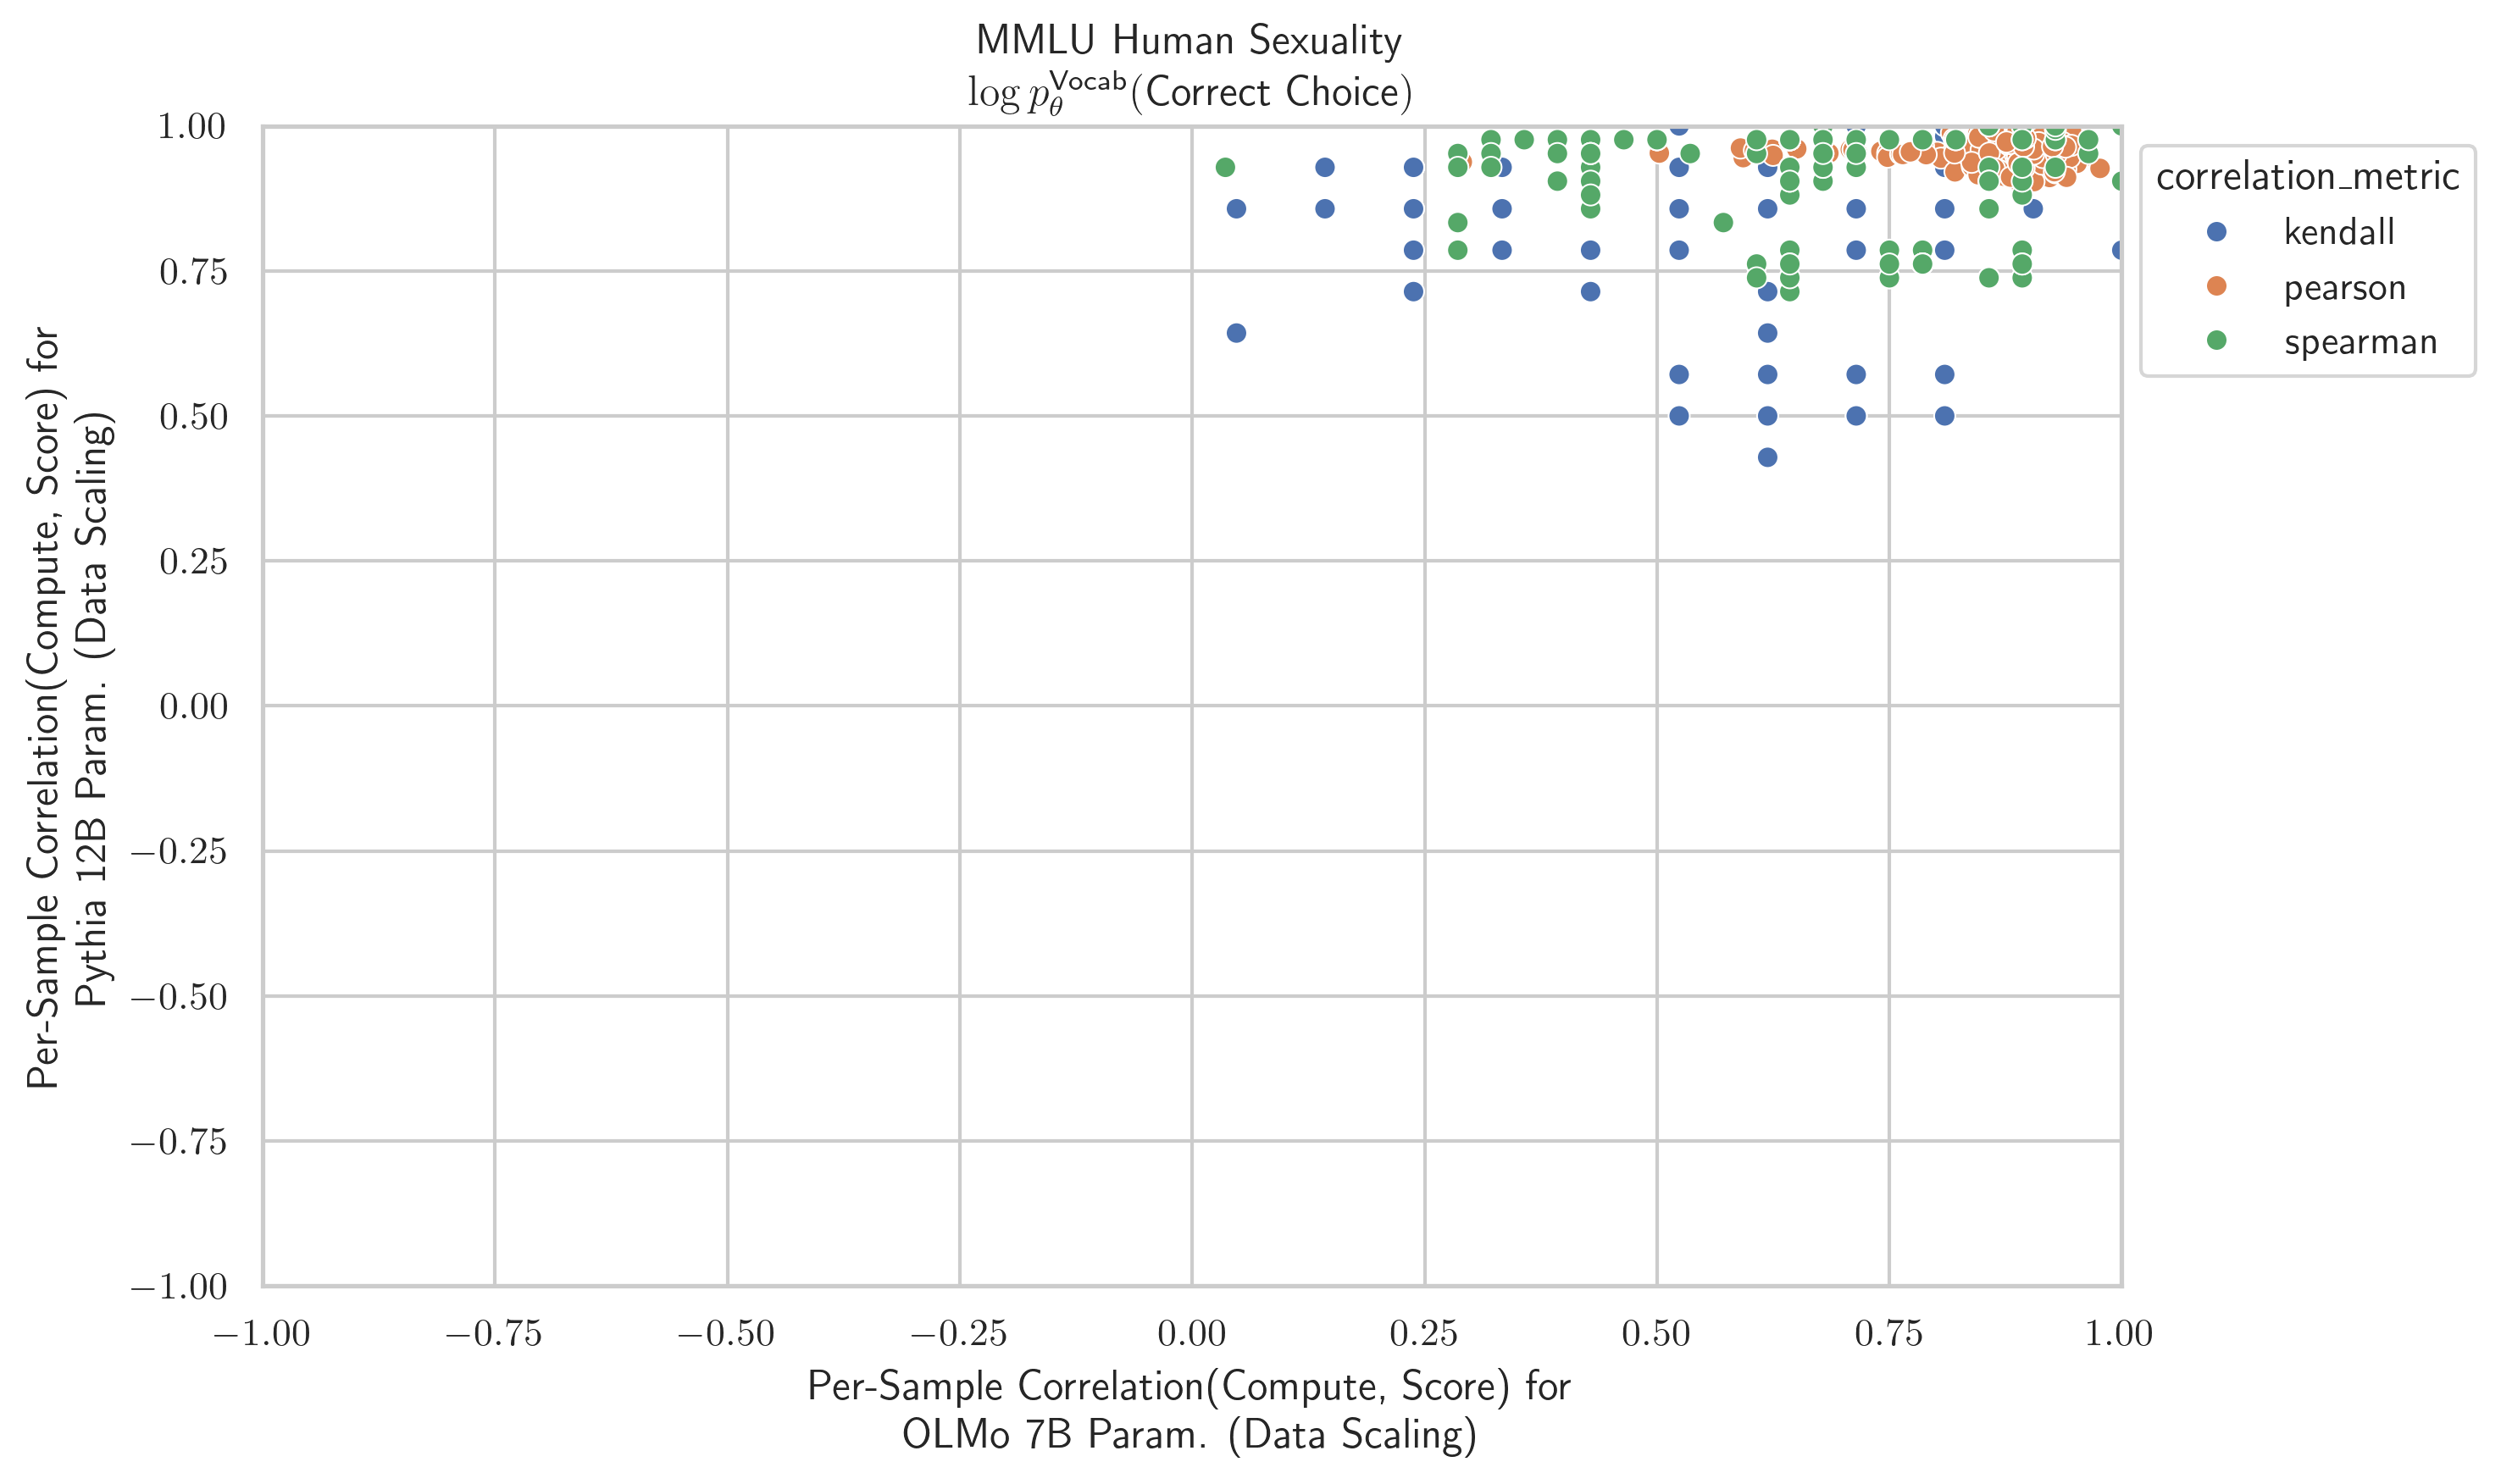 MMLU Human Sexuality
log p_θ^Vocab(Correct Choice)
1.00
0.75
0.50
0.25
0.00
−0.25
−0.50
−0.75
−1.00
Per-Sample Correlation(Compute, Score) for
Pythia 12B Param. (Data Scaling)
correlation_metric
kendall
pearson
spearman
−1.00 −0.75 −0.50 −0.25 0.00 0.25 0.50 0.75 1.00
Per-Sample Correlation(Compute, Score) for
OLMo 7B Param. (Data Scaling)